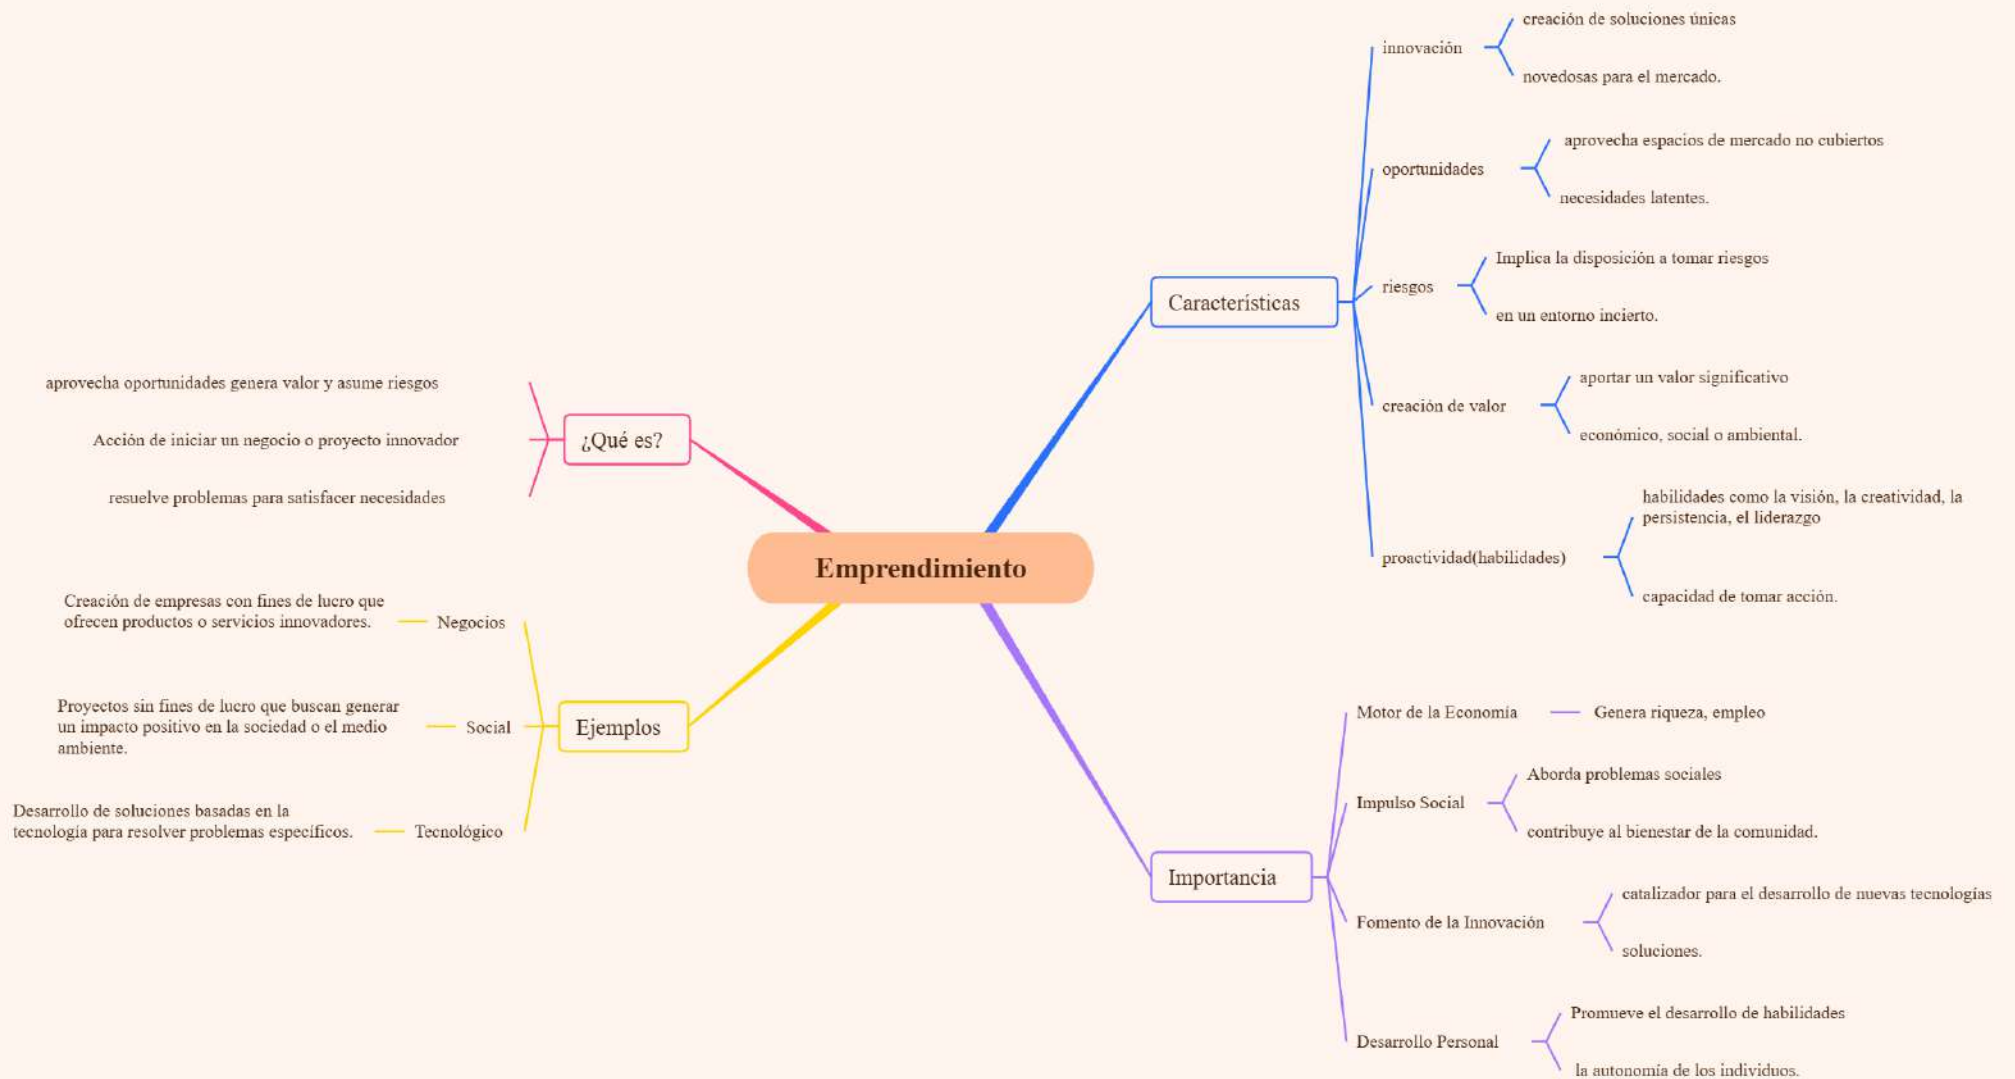 Emprendimiento
¿Qué es?
aprovecha oportunidades genera valor y asume riesgos
Acción de iniciar un negocio o proyecto innovador
resuelve problemas para satisfacer necesidades
Ejemplos
Negocios
Creación de empresas con fines de lucro que
ofrecen productos o servicios innovadores.
Social
Proyectos sin fines de lucro que buscan generar
un impacto positivo en la sociedad o el medio
ambiente.
Tecnológico
Desarrollo de soluciones basadas en la
tecnología para resolver problemas específicos.
Características
innovación
creación de soluciones únicas
novedosas para el mercado.
oportunidades
aprovecha espacios de mercado no cubiertos
necesidades latentes.
riesgos
Implica la disposición a tomar riesgos
en un entorno incierto.
creación de valor
aportar un valor significativo
económico, social o ambiental.
proactividad(habilidades)
habilidades como la visión, la creatividad, la
persistencia, el liderazgo
capacidad de tomar acción.
Importancia
Motor de la Economía
Genera riqueza, empleo
Impulso Social
Aborda problemas sociales
contribuye al bienestar de la comunidad.
Fomento de la Innovación
catalizador para el desarrollo de nuevas tecnologías
soluciones.
Desarrollo Personal
Promueve el desarrollo de habilidades
la autonomía de los individuos.